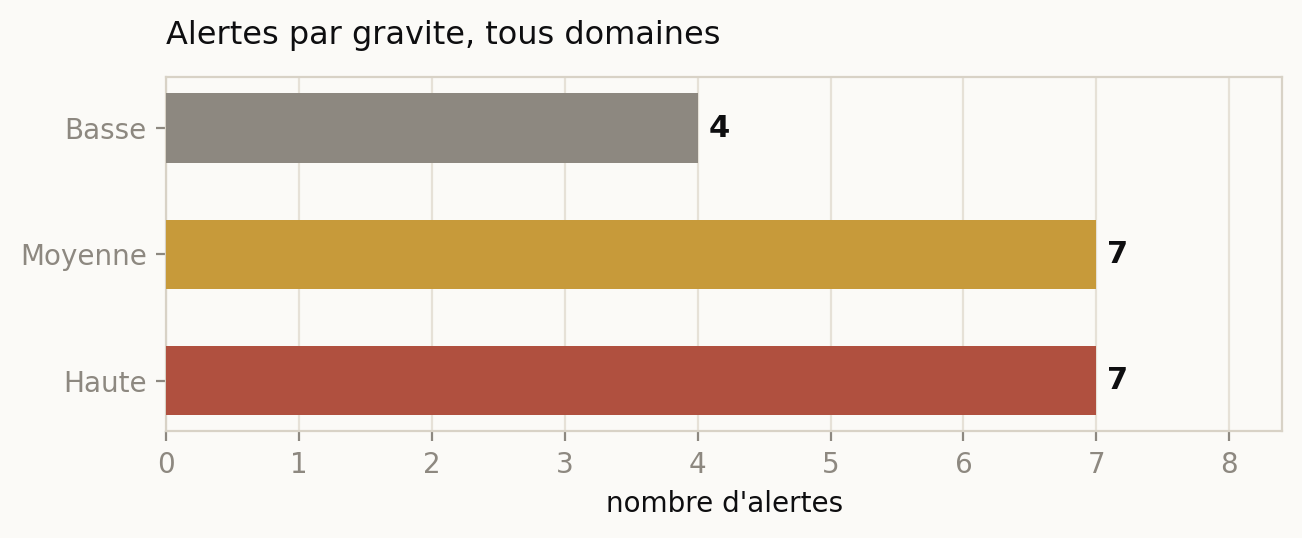 Alertes par gravite, tous domaines
Basse
4
Moyenne
7
Haute
7
0 1 2 3 4 5 6 7 8
nombre d'alertes